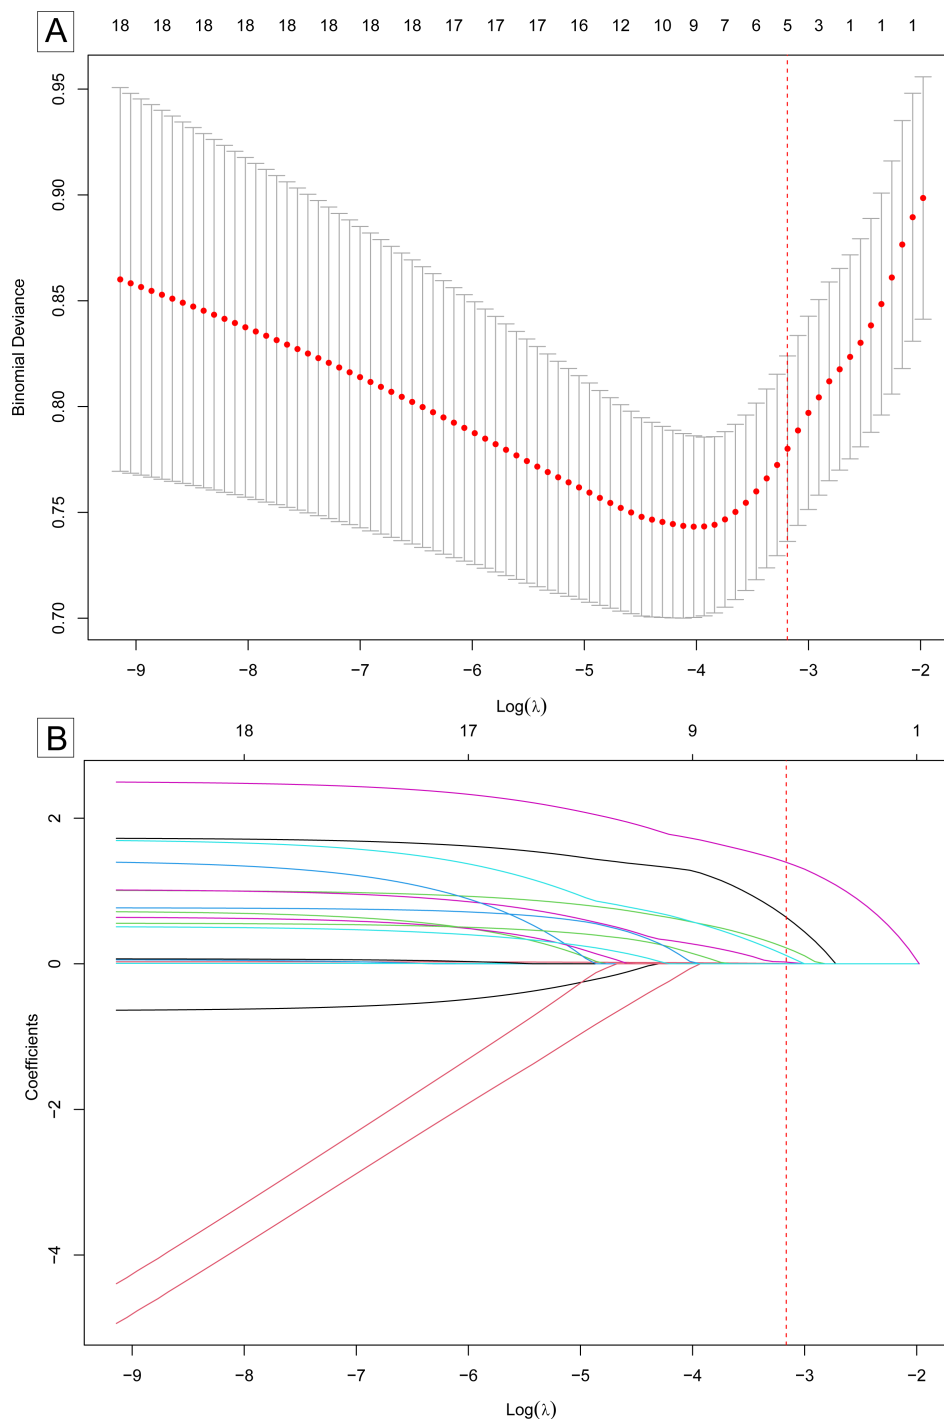 A
18 18 18 18 18 18 18 18 17 17 17 16 12 10 9 7 6 5 3 1 1 1
Binomial Deviance
0.95
0.90
0.85
0.80
0.75
0.70
−9 −8 −7 −6 −5 −4 −3 −2
Log(λ)
B
18 17 9 1
Coefficients
2
0
−2
−4
−9 −8 −7 −6 −5 −4 −3 −2
Log(λ)